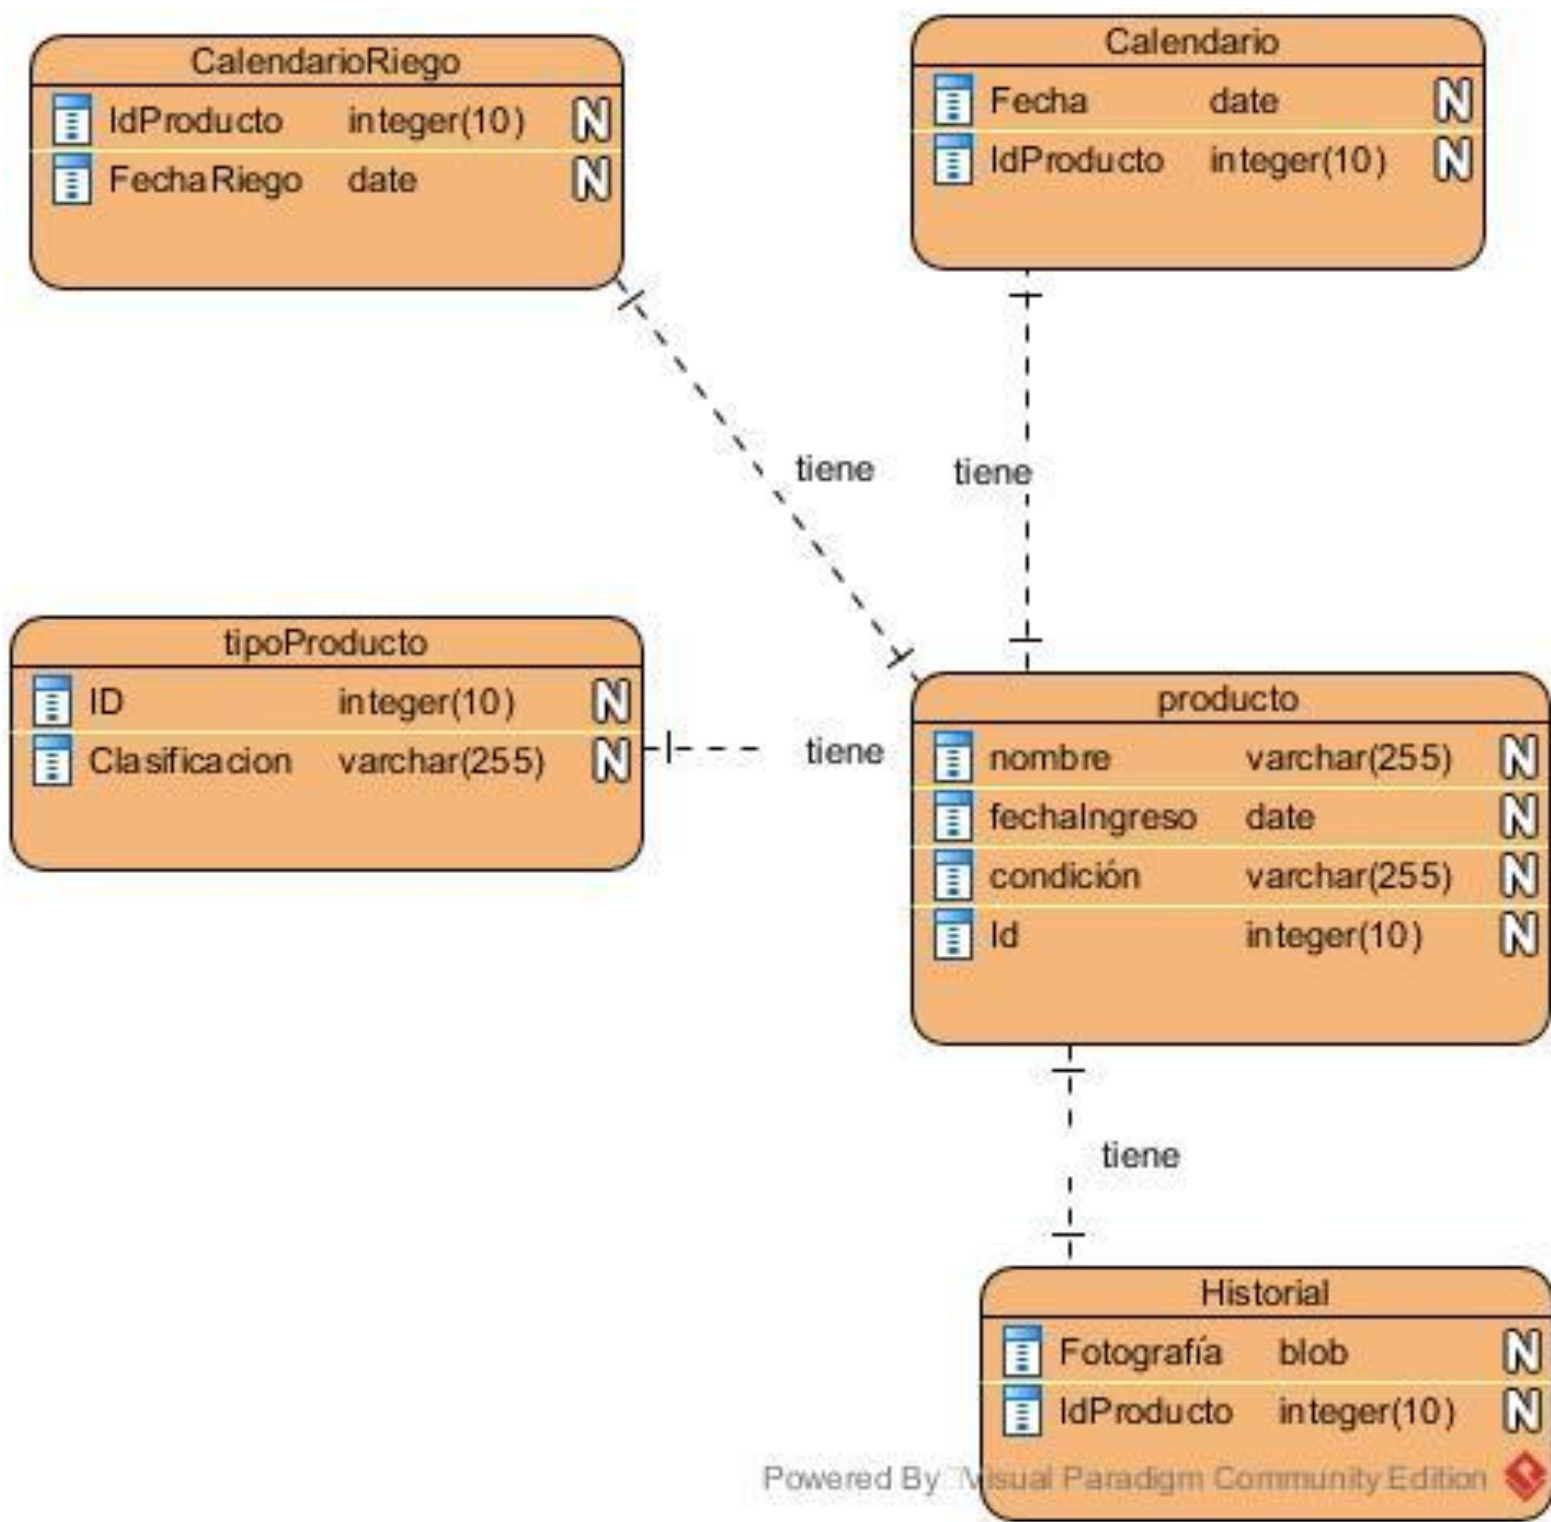 CalendarioRiego
IdProducto integer(10) N
FechaRiego date N
Calendario
Fecha date N
IdProducto integer(10) N
tiene
tiene
tipoProducto
ID integer(10) N
Clasificacion varchar(255) N
tiene
producto
nombre varchar(255) N
fechaIngreso date N
condición varchar(255) N
Id integer(10) N
tiene
Historial
Fotografía blob N
IdProducto integer(10) N
Powered By Visual Paradigm Community Edition